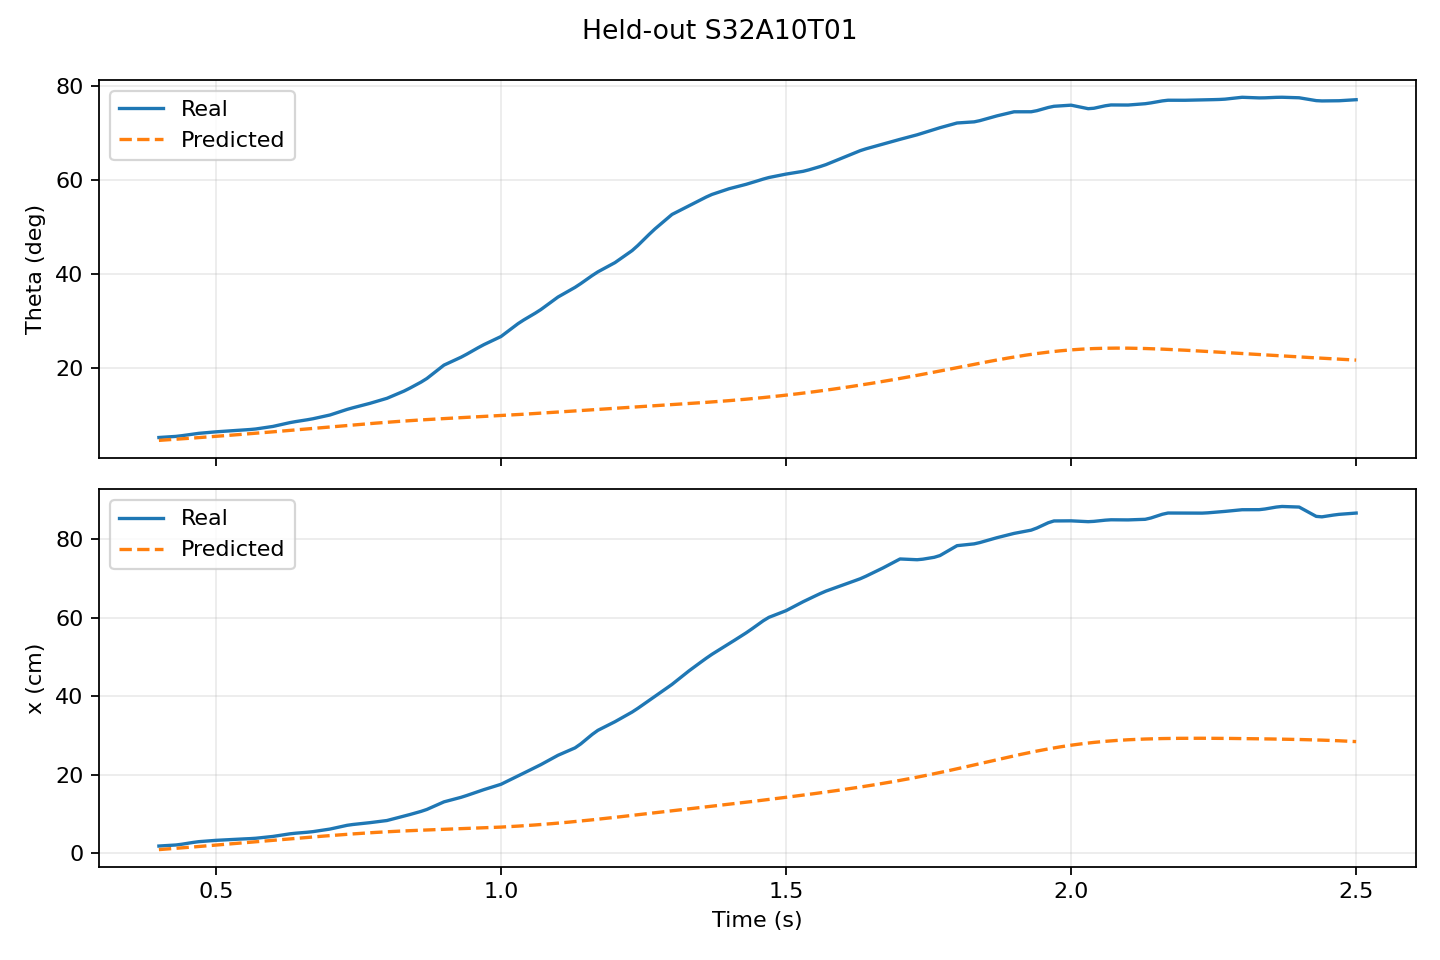 Held-out S32A10T01
80
60
40
20
Theta (deg)
Real
Predicted
80
60
40
20
0
x (cm)
Real
Predicted
0.5 1.0 1.5 2.0 2.5
Time (s)